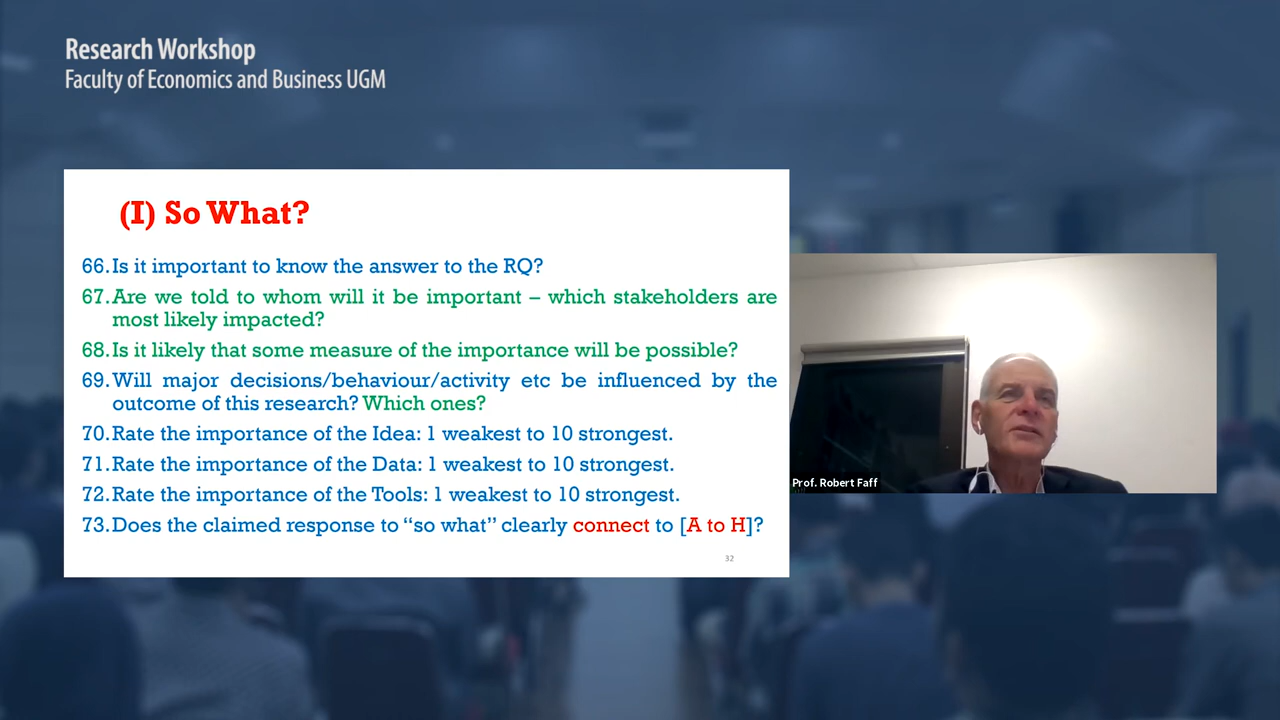 Research Workshop
Faculty of Economics and Business UGM
(I) So What?
66. Is it important to know the answer to the RQ?
67. Are we told to whom will it be important – which stakeholders are
most likely impacted?
68. Is it likely that some measure of the importance will be possible?
69. Will major decisions/behaviour/activity etc be influenced by the
outcome of this research? Which ones?
70. Rate the importance of the Idea: 1 weakest to 10 strongest.
71. Rate the importance of the Data: 1 weakest to 10 strongest.
72. Rate the importance of the Tools: 1 weakest to 10 strongest.
73. Does the claimed response to “so what” clearly connect to [A to H]?
32
Prof. Robert Faff